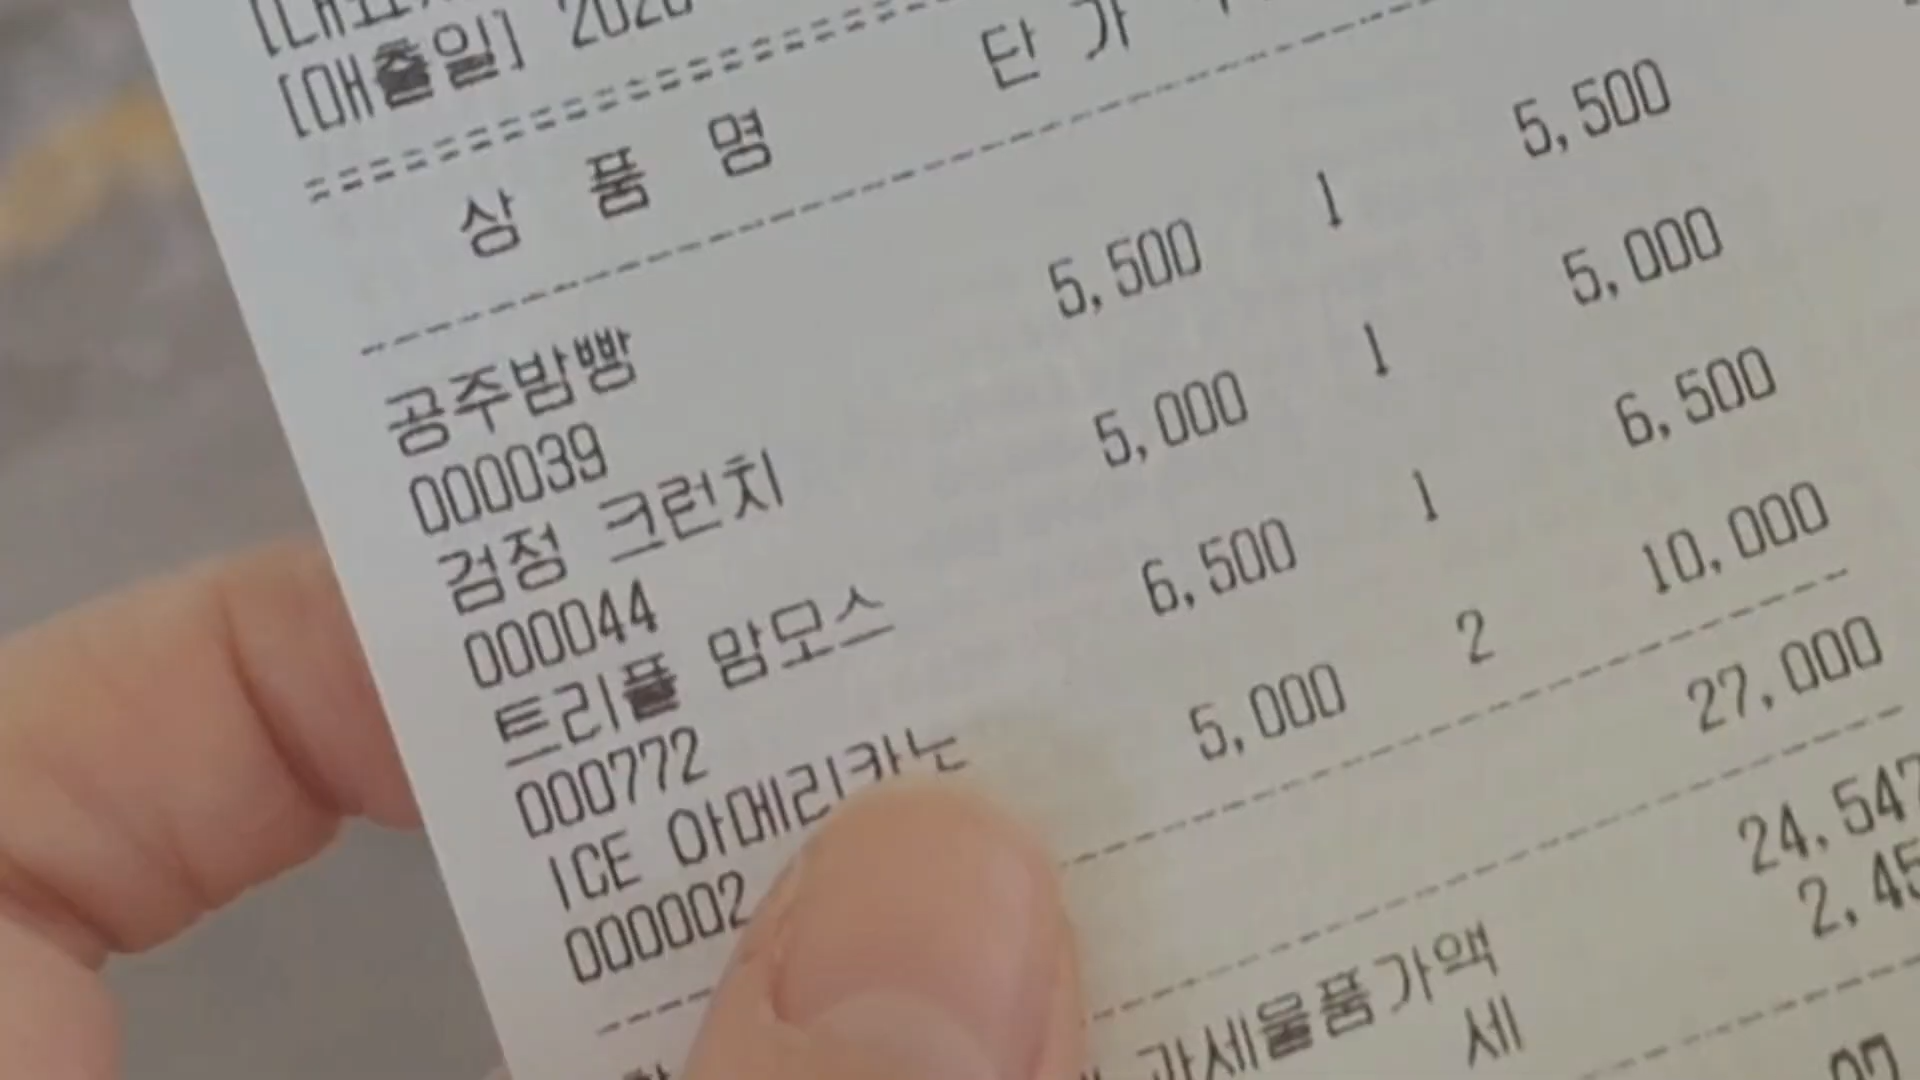 [매출일]
상 품 명 단 가
공주밤빵 5,500 1 5,500
000039
검정 크런치 5,000 1 5,000
000044
트리플 맘모스 6,500 1 6,500
000772
ICE 아메리카노 5,000 2 10,000
000002
27,000
과세물품가액 24,547
세 2,45